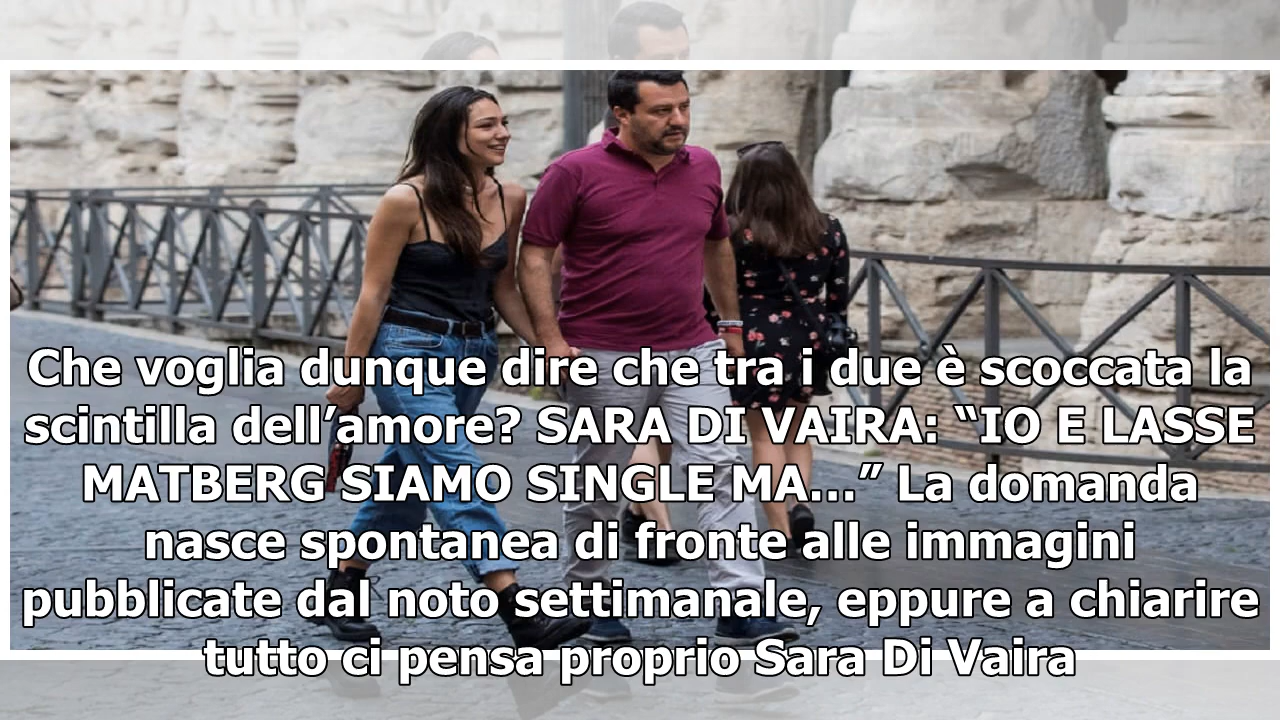 Che voglia dunque dire che tra i due è scoccata la
scintilla dell’amore? SARA DI VAIRA: “IO E LASSE
MATBERG SIAMO SINGLE MA...” La domanda
nasce spontanea di fronte alle immagini
pubblicate dal noto settimanale, eppure a chiarire
tutto ci pensa proprio Sara Di Vaira